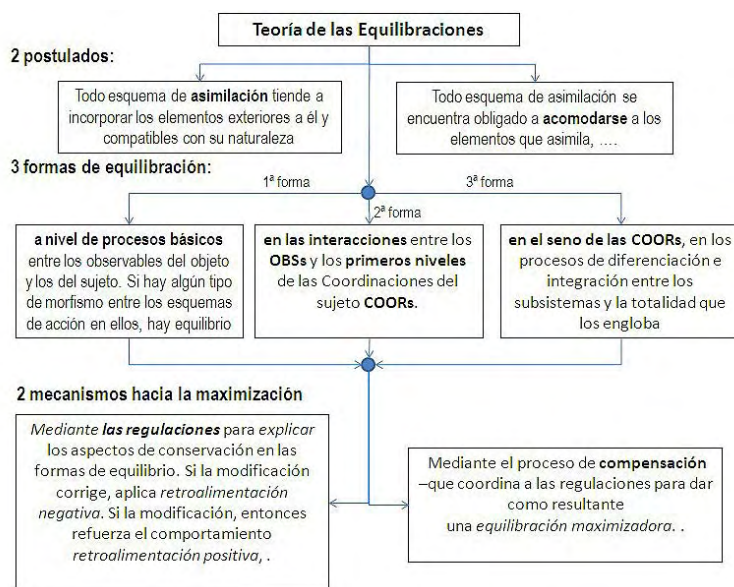 Teoría de las Equilibraciones
2 postulados:
Todo esquema de asimilación tiende a
incorporar los elementos exteriores a él y
compatibles con su naturaleza
Todo esquema de asimilación se
encuentra obligado a acomodarse a los
elementos que asimila, ....
3 formas de equilibración:
1ª forma
2ª forma
3ª forma
a nivel de procesos básicos
entre los observables del objeto
y los del sujeto. Si hay algún tipo
de morfismo entre los esquemas
de acción en ellos, hay equilibrio
en las interacciones entre los
OBSs y los primeros niveles
de las Coordinaciones del
sujeto COORs.
en el seno de las COORs, en los
procesos de diferenciación e
integración entre los
subsistemas y la totalidad que
los engloba
2 mecanismos hacia la maximización
Mediante las regulaciones para explicar
los aspectos de conservación en las
formas de equilibrio. Si la modificación
corrige, aplica retroalimentación
negativa. Si la modificación, entonces
refuerza el comportamiento
retroalimentación positiva, .
Mediante el proceso de compensación
–que coordina a las regulaciones para dar
como resultante
una equilibración maximizadora. .